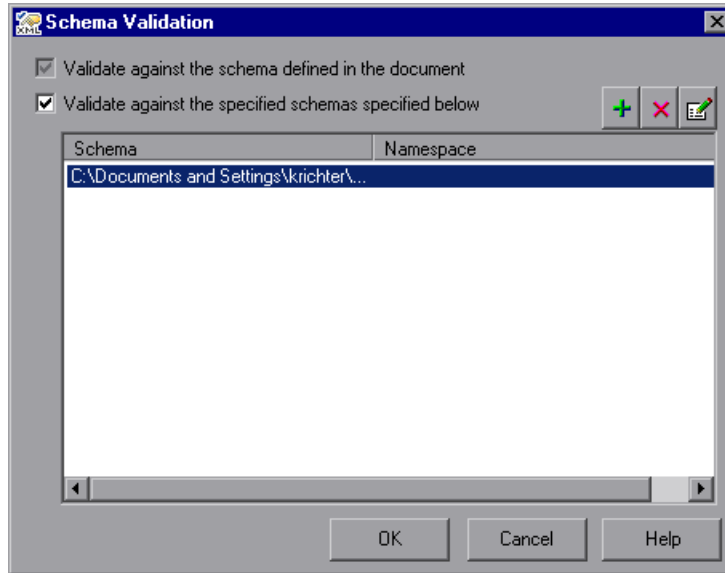 XML
Schema Validation
Validate against the schema defined in the document
Validate against the specified schemas specified below
Schema Namespace
C:\Documents and Settings\krichter\...
OK Cancel Help